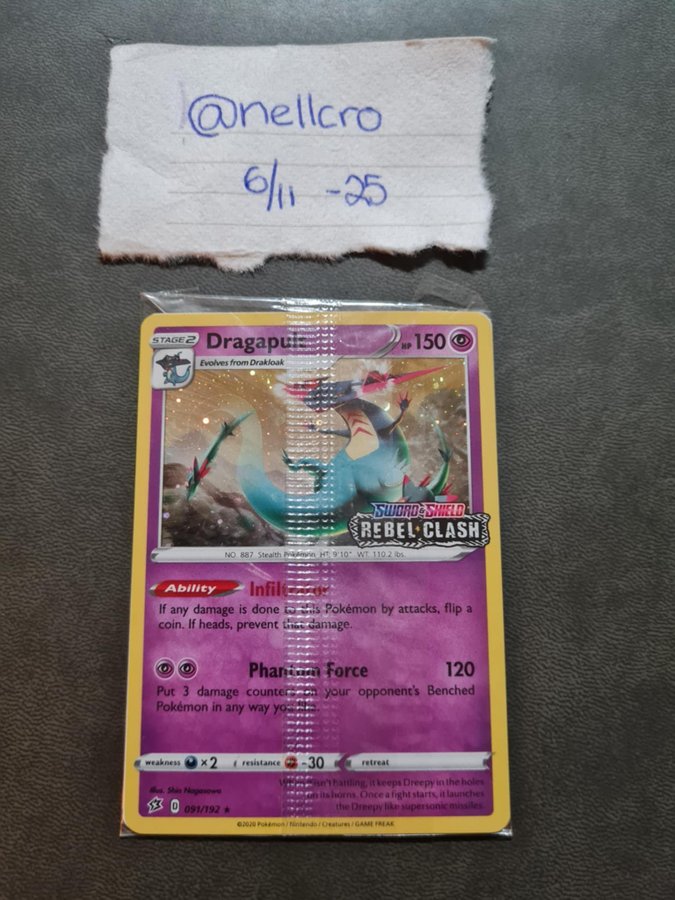 @nellcro
6/11 -25
STAGE 2
Dragapult
HP 150
Evolves from Drakloak
SWORD & SHIELD
REBEL CLASH
NO. 887 Stealth Pokémon HT: 9'10" WT: 110.2 lbs.
Ability Infiltrator
If any damage is done to this Pokémon by attacks, flip a
coin. If heads, prevent that damage.
Phantom Force 120
Put 3 damage counters on your opponent's Benched
Pokémon in any way you like.
weakness ×2 resistance -30 retreat
Illus. Shin Nagasawa
D 091/192 ★
When it isn't battling, it keeps Dreepy in the holes
on its horns. Once a fight starts, it launches
the Dreepy like supersonic missiles.
©2020 Pokémon / Nintendo / Creatures / GAME FREAK